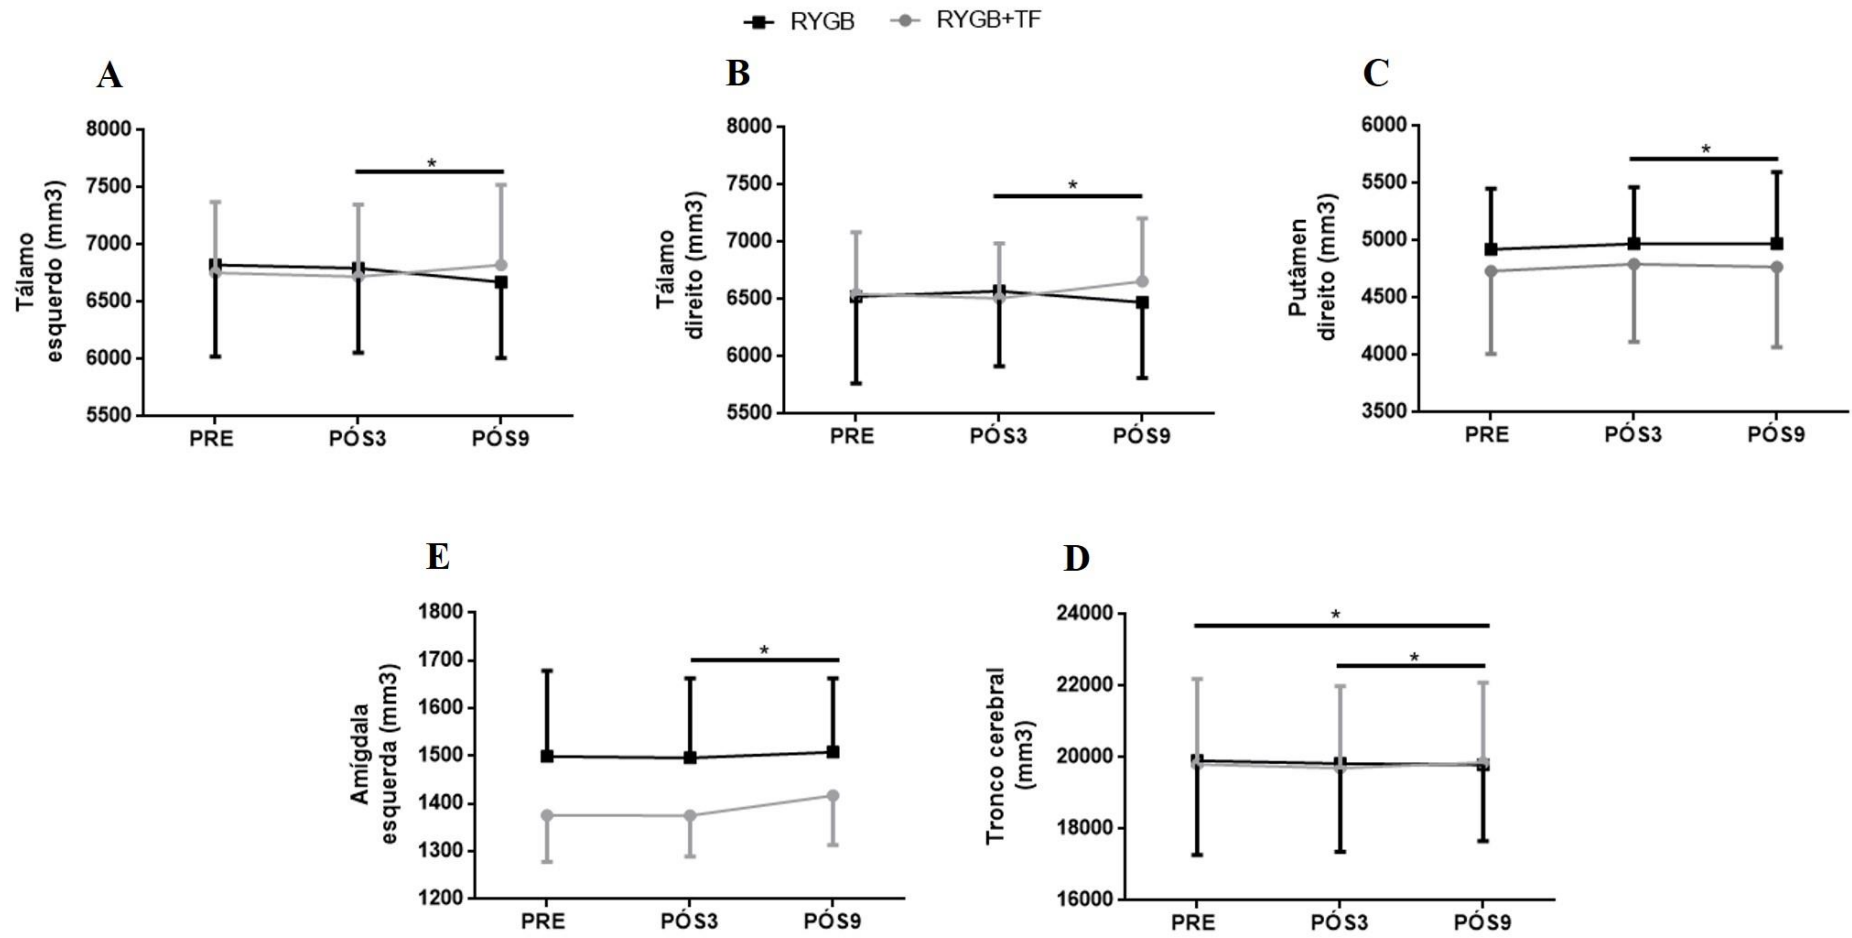 RYGB RYGB+TF
A
8000
7500
7000
6500
6000
5500
Tálamo
esquerdo (mm3)
*
PRE PÓS3 PÓS9
B
8000
7500
7000
6500
6000
5500
Tálamo
direito (mm3)
*
PRE PÓS3 PÓS9
C
6000
5500
5000
4500
4000
3500
Putâmen
direito (mm3)
*
PRE PÓS3 PÓS9
E
1800
1700
1600
1500
1400
1300
1200
Amígdala
esquerda (mm3)
*
PRE PÓS3 PÓS9
D
24000
22000
20000
18000
16000
Tronco cerebral
(mm3)
*
*
PRE PÓS3 PÓS9